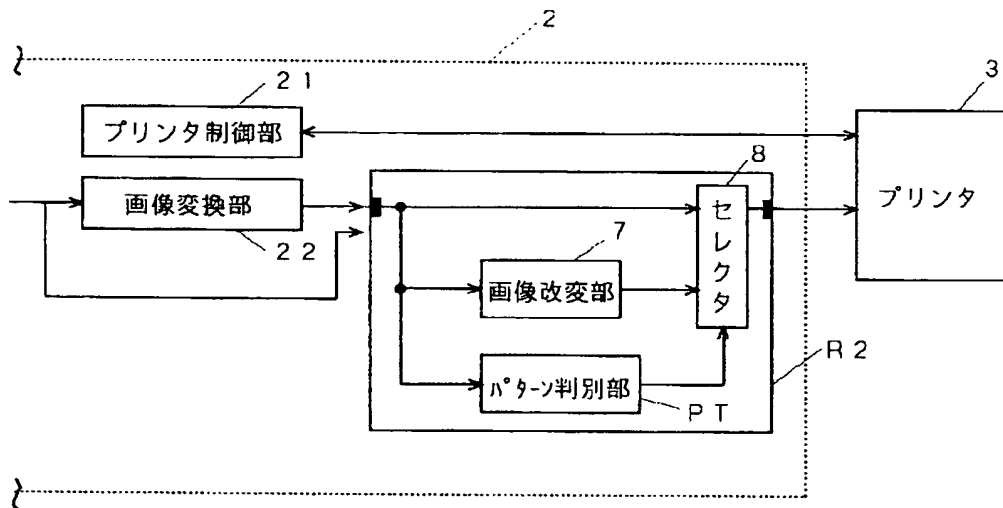 2
3
21
プリンタ制御部
8
画像変換部
セレクタ
プリンタ
22
7
画像改変部
R2
パターン判別部
PT